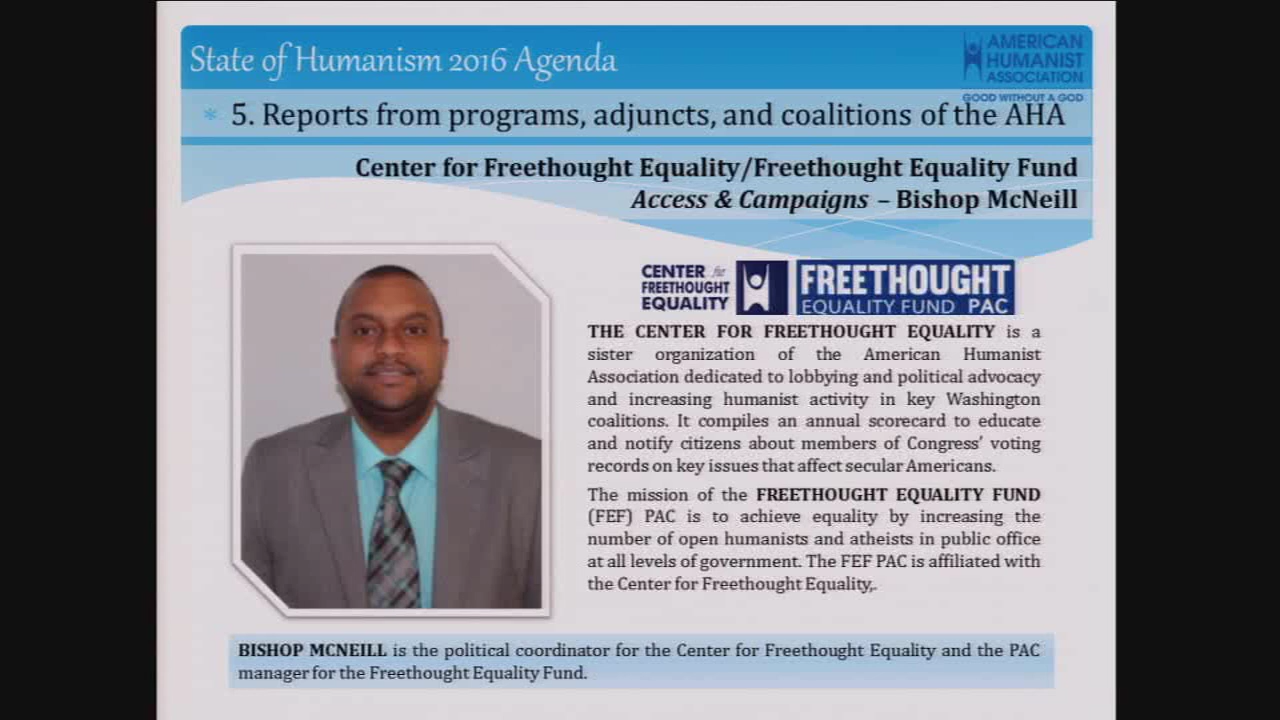 State of Humanism 2016 Agenda
AMERICAN
HUMANIST
ASSOCIATION
GOOD WITHOUT A GOD
* 5. Reports from programs, adjuncts, and coalitions of the AHA
Center for Freethought Equality/Freethought Equality Fund
Access & Campaigns – Bishop McNeill
CENTER for
FREETHOUGHT
EQUALITY
FREETHOUGHT
EQUALITY FUND PAC
THE CENTER FOR FREETHOUGHT EQUALITY is a
sister organization of the American Humanist
Association dedicated to lobbying and political advocacy
and increasing humanist activity in key Washington
coalitions. It compiles an annual scorecard to educate
and notify citizens about members of Congress’ voting
records on key issues that affect secular Americans.
The mission of the FREETHOUGHT EQUALITY FUND
(FEF) PAC is to achieve equality by increasing the
number of open humanists and atheists in public office
at all levels of government. The FEF PAC is affiliated with
the Center for Freethought Equality,.
BISHOP MCNEILL is the political coordinator for the Center for Freethought Equality and the PAC
manager for the Freethought Equality Fund.